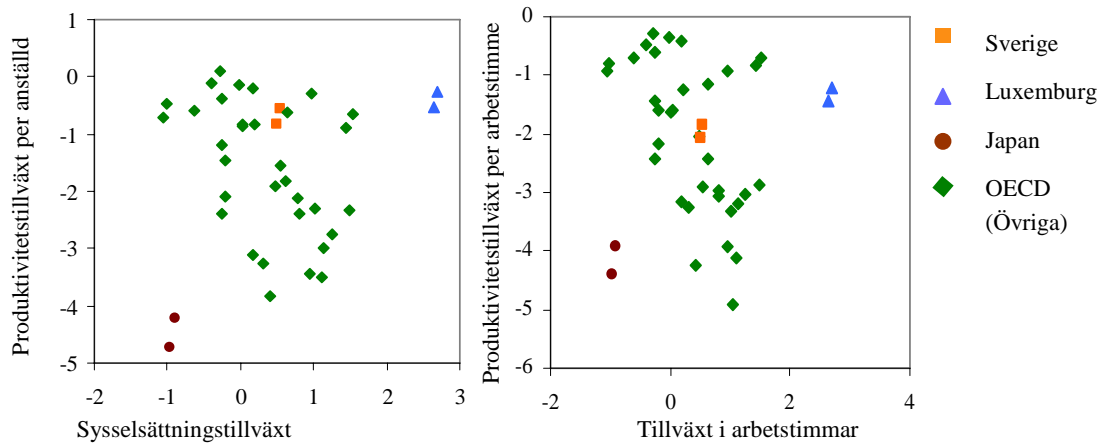 Produktivitetstillväxt per anställd
1
0
-1
-2
-3
-4
-5
-2 -1 0 1 2 3
Sysselsättningstillväxt
Produktivitetstillväxt per arbetstimme
0
-1
-2
-3
-4
-5
-6
-2 0 2 4
Tillväxt i arbetstimmar
Sverige
Luxemburg
Japan
OECD
(Övriga)